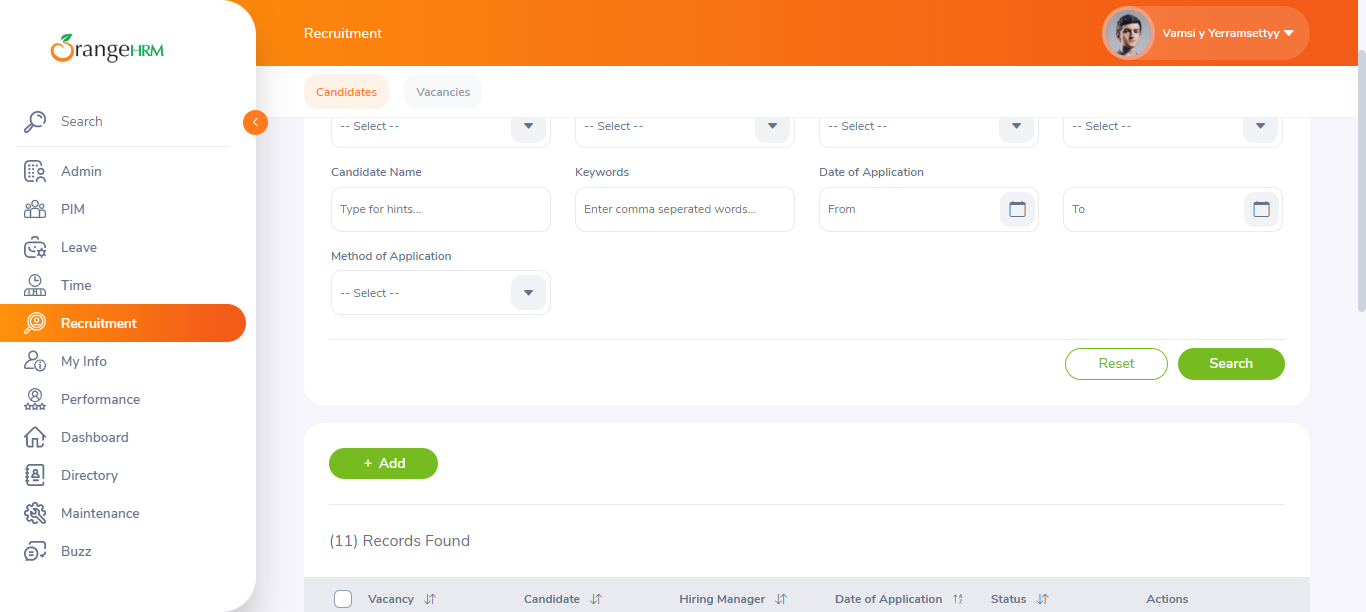 OrangeHRM
Recruitment
Vamsi y Yerramsettyy
Candidates
Vacancies
Search
Admin
PIM
Leave
Time
Recruitment
My Info
Performance
Dashboard
Directory
Maintenance
Buzz
-- Select --
-- Select --
-- Select --
-- Select --
Candidate Name
Keywords
Date of Application
Type for hints...
Enter comma seperated words...
From
To
Method of Application
-- Select --
Reset
Search
+ Add
(11) Records Found
Vacancy
Candidate
Hiring Manager
Date of Application
Status
Actions